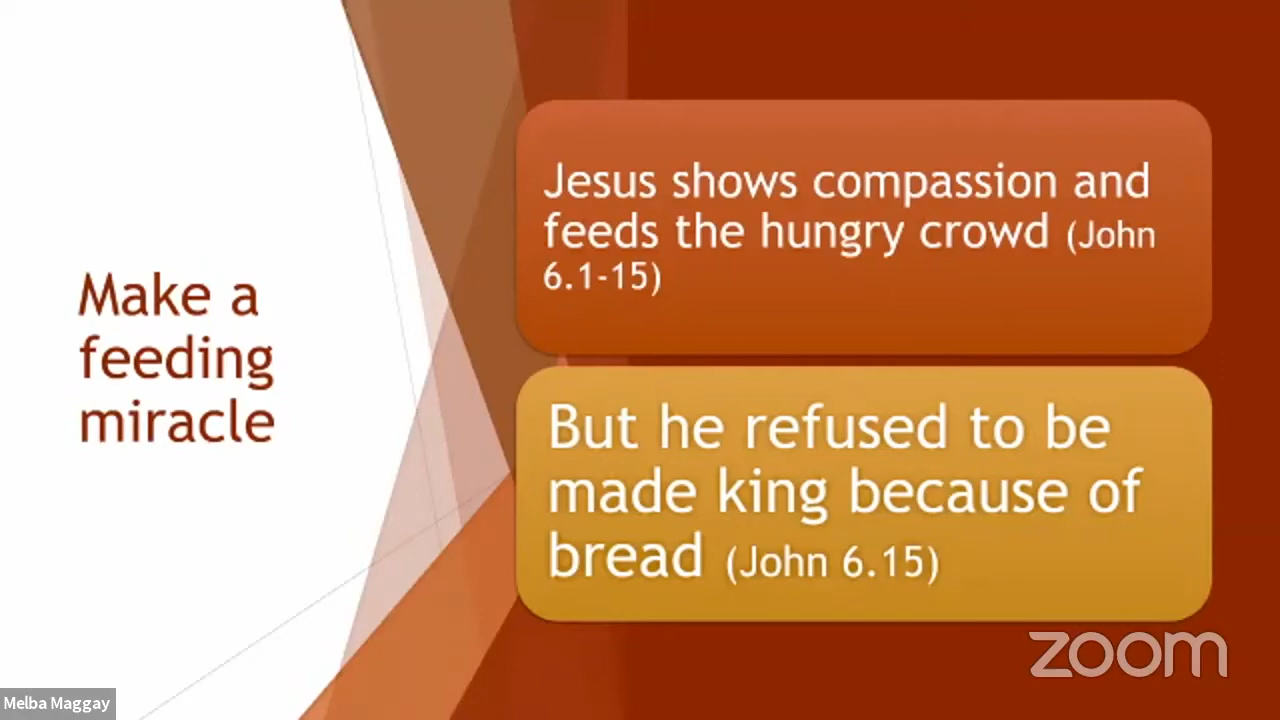 Make a
feeding
miracle
Jesus shows compassion and
feeds the hungry crowd (John
6.1-15)
But he refused to be
made king because of
bread (John 6.15)
zoom
Melba Maggay